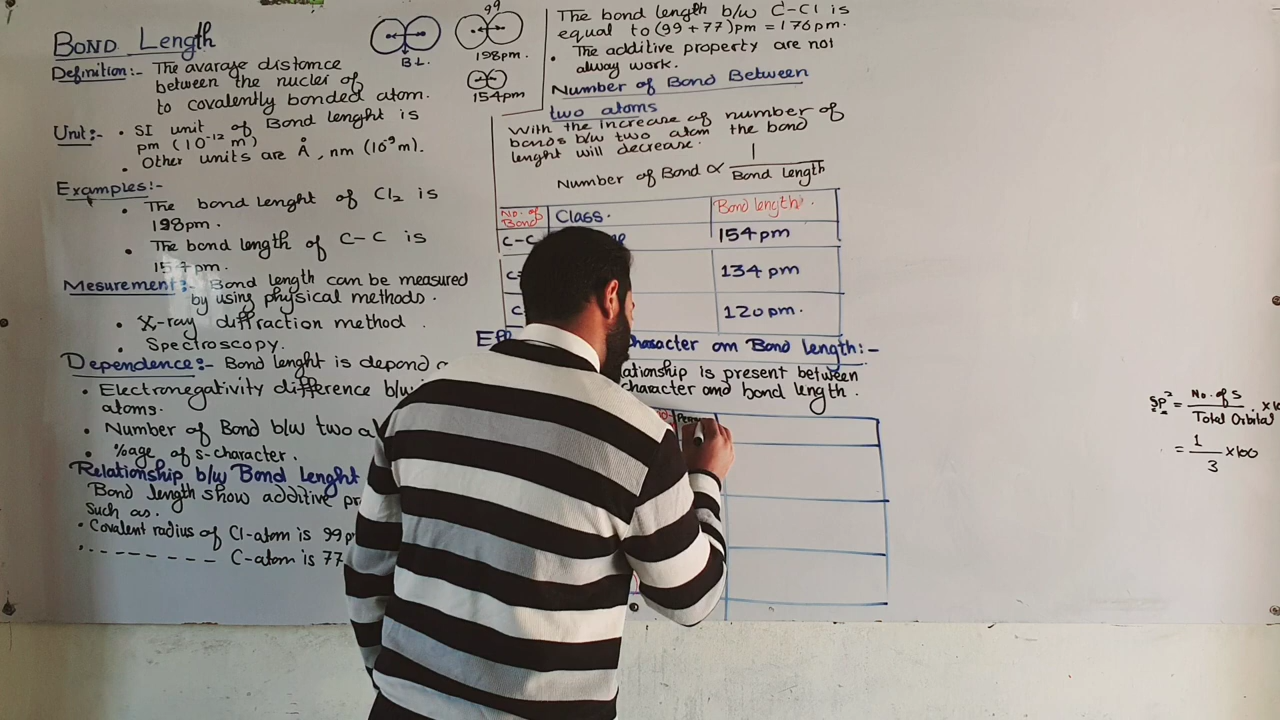 BOND Length
Definition:- The avarage distance
between the nuclei of
to covalently bonded atom.
Unit:- • SI unit of Bond lenght is
pm (10⁻¹² m)
• Other units are Å, nm (10⁻⁹m).
Examples:-
• The bond lenght of Cl₂ is
198pm.
• The bond length of C-C is
154pm.
Mesurement:- Bond length can be measured
by using physical methods.
• X-ray diffraction method.
• Spectroscopy.
Dependence:- Bond lenght is depend
• Electronegativity difference b/w
atoms.
• Number of Bond b/w two
• %age of s-character.
Relationship b/w Bond Lenght
Bond length show additive
such as.
• Covalent radius of Cl-atom is 99
- - - - - - - - C-atom is 77
B.L.
99
198pm.
154pm
The bond length b/w C-Cl is
equal to (99+77)pm = 176pm.
• The additive property are not
alway work.
Number of Bond Between
two atoms
With the increase of number of
bonds b/w two atom the bond
lenght will decrease.
Number of Bond ∝ 1/Bond Length
No. of Bond Class. Bond length.
C-C 154pm
134 pm
120pm.
Character om Bond length:-
is present between
character and bond length.
SP² = No. of S / Total Orbital
= 1/3 ×100